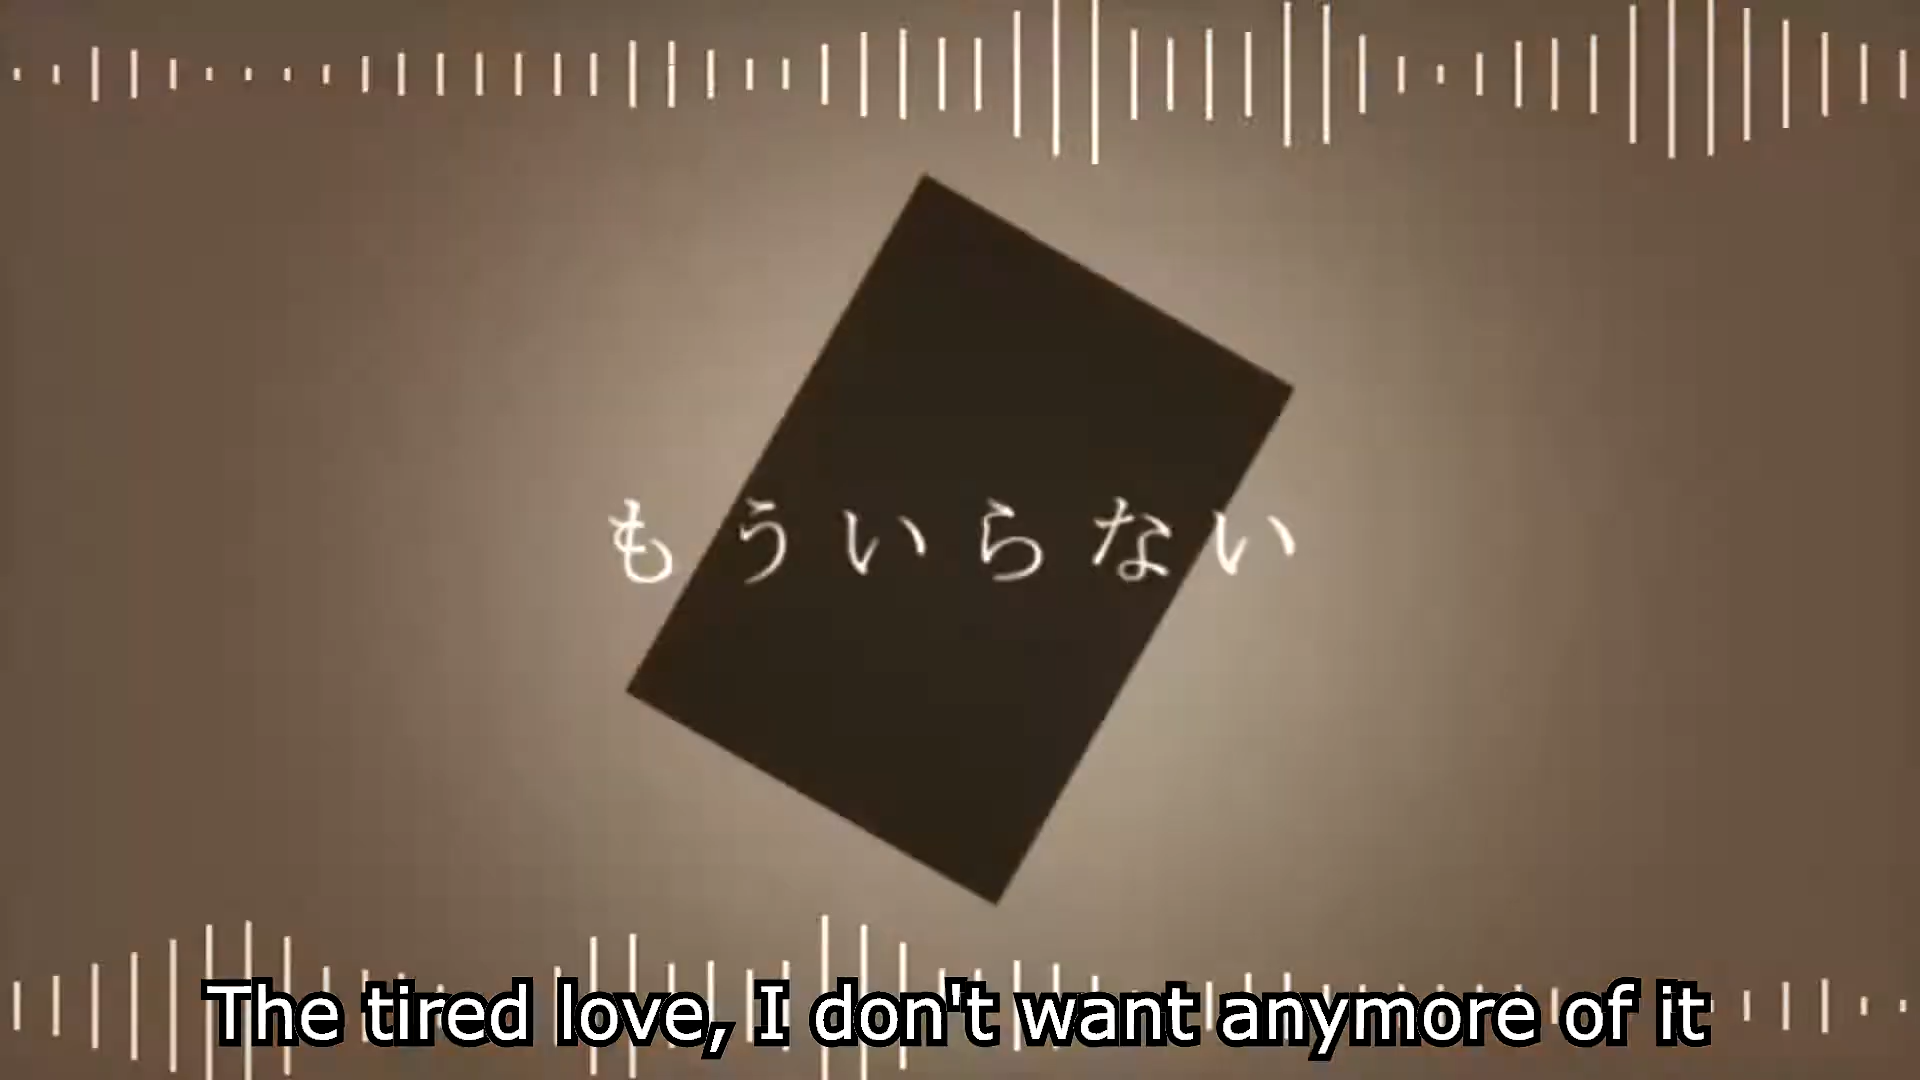 もういらない
The tired love, I don't want anymore of it